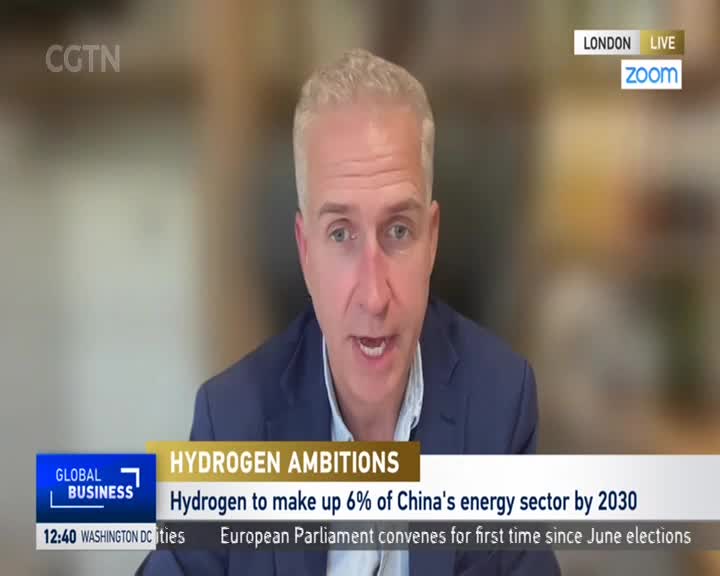 CGTN
LONDON LIVE
zoom
HYDROGEN AMBITIONS
GLOBAL
BUSINESS
Hydrogen to make up 6% of China's energy sector by 2030
12:40 WASHINGTON DC ities European Parliament convenes for first time since June elections